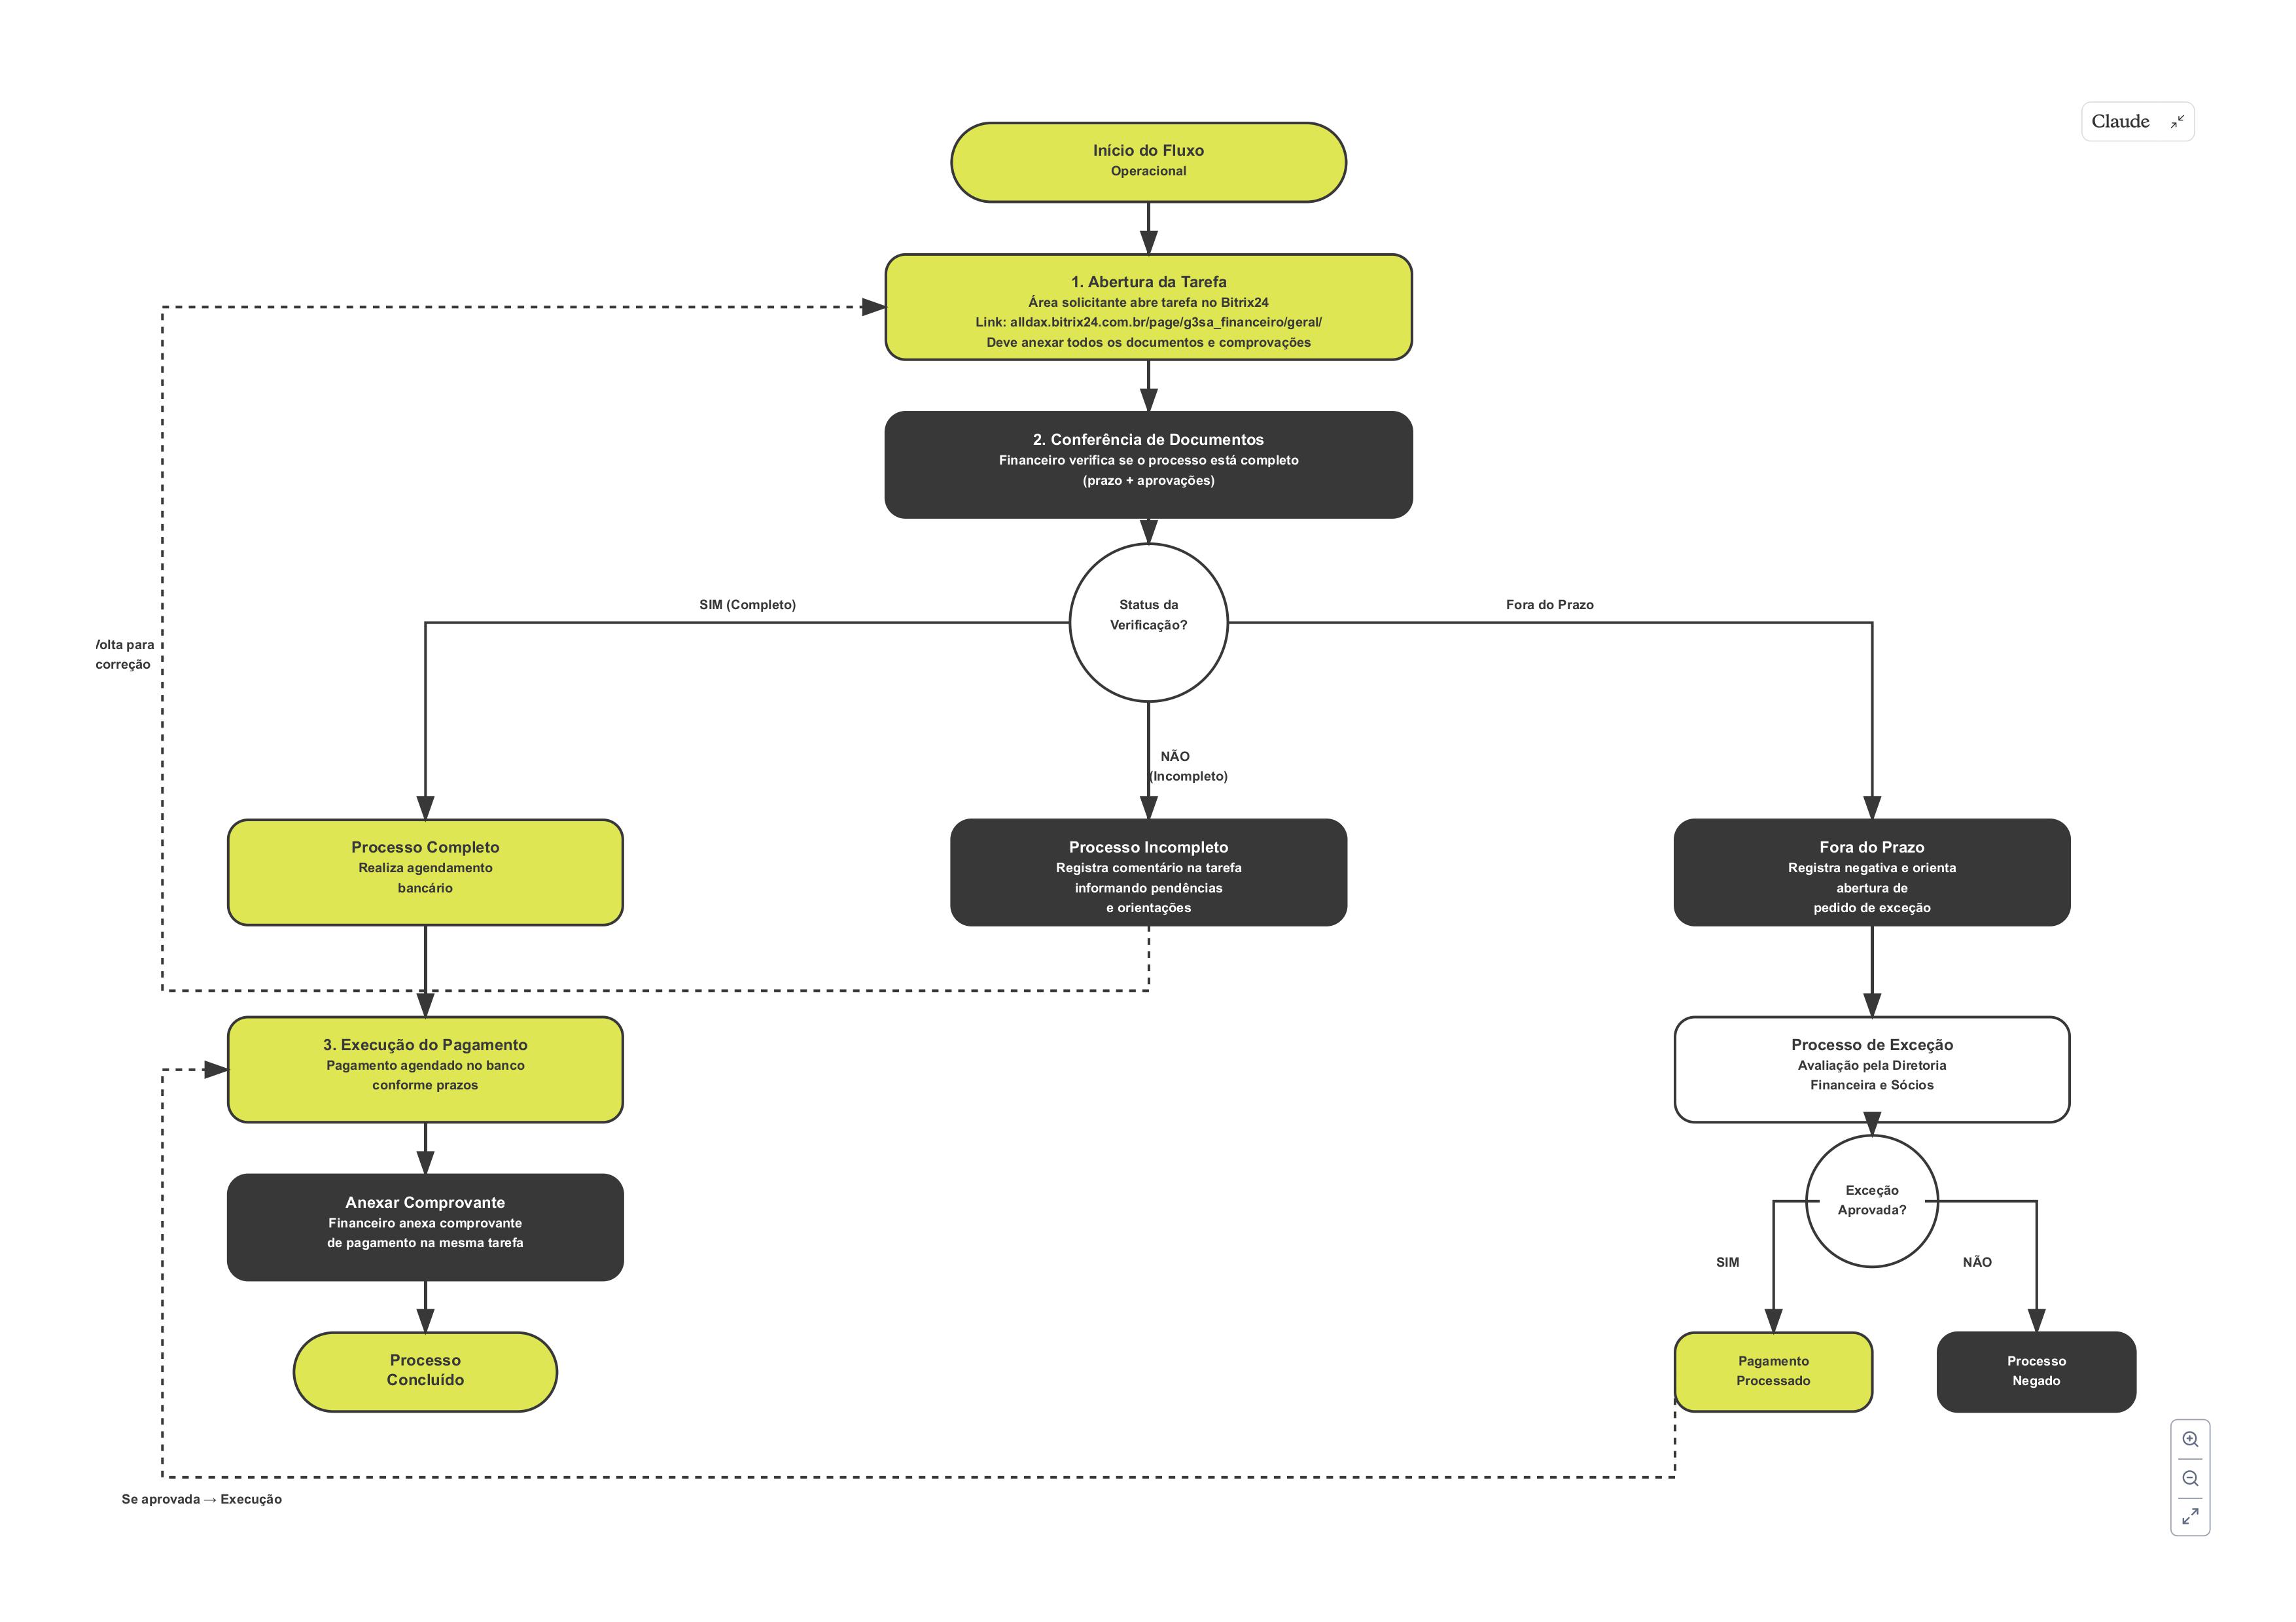 Claude
Início do Fluxo
Operacional
1. Abertura da Tarefa
Área solicitante abre tarefa no Bitrix24
Link: alldax.bitrix24.com.br/page/g3sa_financeiro/geral/
Deve anexar todos os documentos e comprovações
2. Conferência de Documentos
Financeiro verifica se o processo está completo
(prazo + aprovações)
Status da
Verificação?
SIM (Completo)
Fora do Prazo
Volta para
correção
NÃO
(Incompleto)
Processo Completo
Realiza agendamento
bancário
Processo Incompleto
Registra comentário na tarefa
informando pendências
e orientações
Fora do Prazo
Registra negativa e orienta
abertura de
pedido de exceção
3. Execução do Pagamento
Pagamento agendado no banco
conforme prazos
Processo de Exceção
Avaliação pela Diretoria
Financeira e Sócios
Anexar Comprovante
Financeiro anexa comprovante
de pagamento na mesma tarefa
Exceção
Aprovada?
SIM
NÃO
Processo
Concluído
Pagamento
Processado
Processo
Negado
Se aprovada → Execução